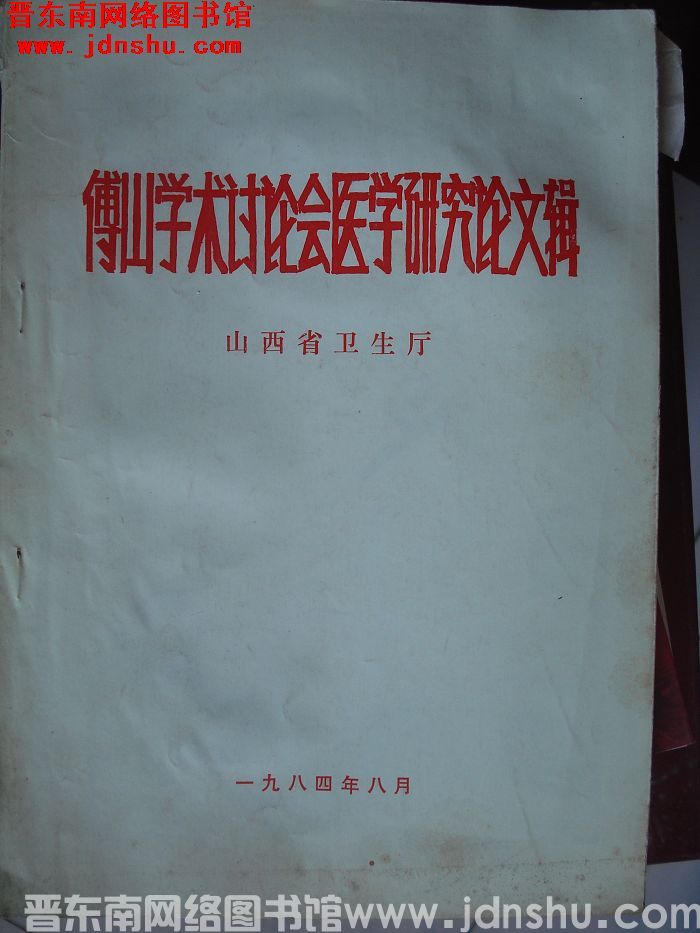 晋东南网络图书馆
www.jdnshu.com
傅山学术讨论会医学研究论文辑
山西省卫生厅
一九八四年八月
晋东南网络图书馆www.jdnshu.com